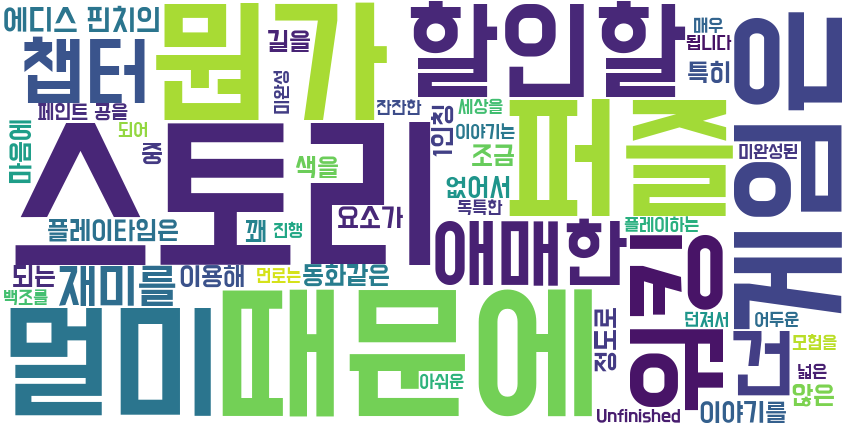 에디스 핀치의
뭔가
길을
할인할
매우
됩니다
특히
은
챕터
페인트 공을
미완성
잔잔한
세상을
마음에
되어
중
스토리
색을
1인칭
이야기는
조금
퍼즐
게임
미완성된
없어서
독특한
플레이타임은
꽤
진행
요소가
애매한
플레이하는
워킹
되는
재미를
이용해
먼로는
동화같은
백조를
멀미
때문에
아쉬운
정도로
던져서
어두운
건
모험을
넓은
않은
Unfinished
이야기를